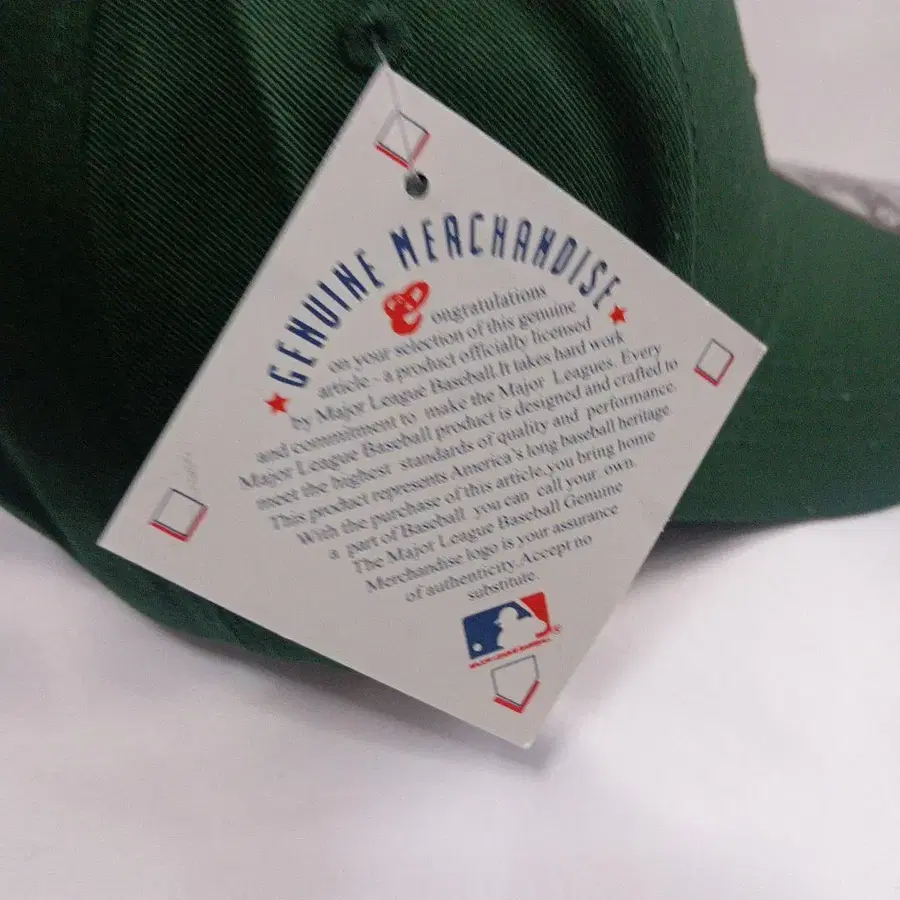 GENUINE MERCHANDISE
Congratulations
on your selection of this genuine
article - a product officially licensed
by Major League Baseball.It takes hard work
and commitment to make the Major Leagues. Every
Major League Baseball product is designed and crafted to
meet the highest standards of quality and performance.
This product represents America's long baseball heritage.
With the purchase of this article,you bring home
a part of Baseball you can call your own.
The Major League Baseball Genuine
Merchandise logo is your assurance
of authenticity.Accept no
substitute.
MAJOR LEAGUE BASEBALL